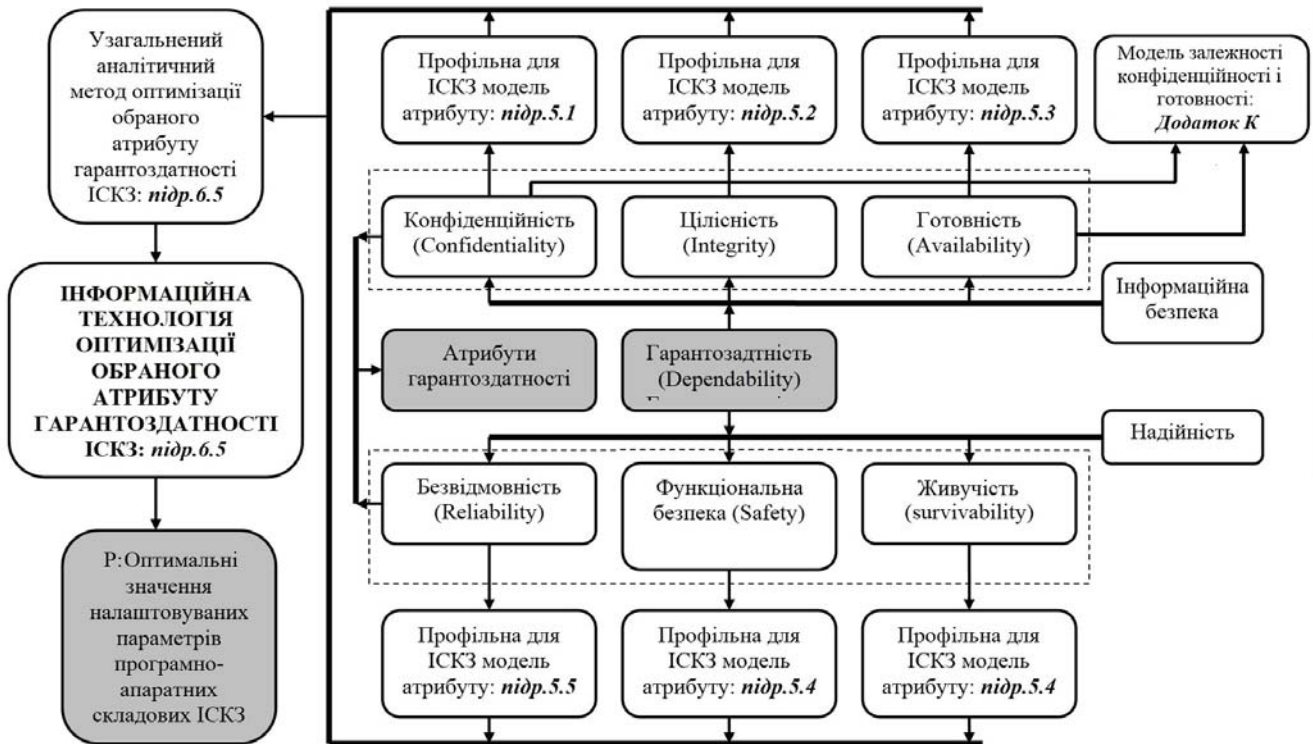 Узагальнений
аналітичний
метод оптимізації
обраного
атрибуту
гарантоздатності
ІСКЗ: підр.6.5
Профільна для
ІСКЗ модель
атрибуту: підр.5.1
Профільна для
ІСКЗ модель
атрибуту: підр.5.2
Профільна для
ІСКЗ модель
атрибуту: підр.5.3
Модель залежності
конфіденційності і
готовності:
Додаток К
Конфіденційність
(Confidentiality)
Цілісність
(Integrity)
Готовність
(Availability)
ІНФОРМАЦІЙНА
ТЕХНОЛОГІЯ
ОПТИМІЗАЦІЇ
ОБРАНОГО
АТРИБУТУ
ГАРАНТОЗДАТНОСТІ
ІСКЗ: підр.6.5
Інформаційна
безпека
Атрибути
гарантоздатності
Гарантозадтність
(Dependability)
Надійність
Безвідмовність
(Reliability)
Функціональна
безпека (Safety)
Живучість
(survivability)
Р:Оптимальні
значення
налаштовуваних
параметрів
програмно-
апаратних
складових ІСКЗ
Профільна для
ІСКЗ модель
атрибуту: підр.5.5
Профільна для
ІСКЗ модель
атрибуту: підр.5.4
Профільна для
ІСКЗ модель
атрибуту: підр.5.4